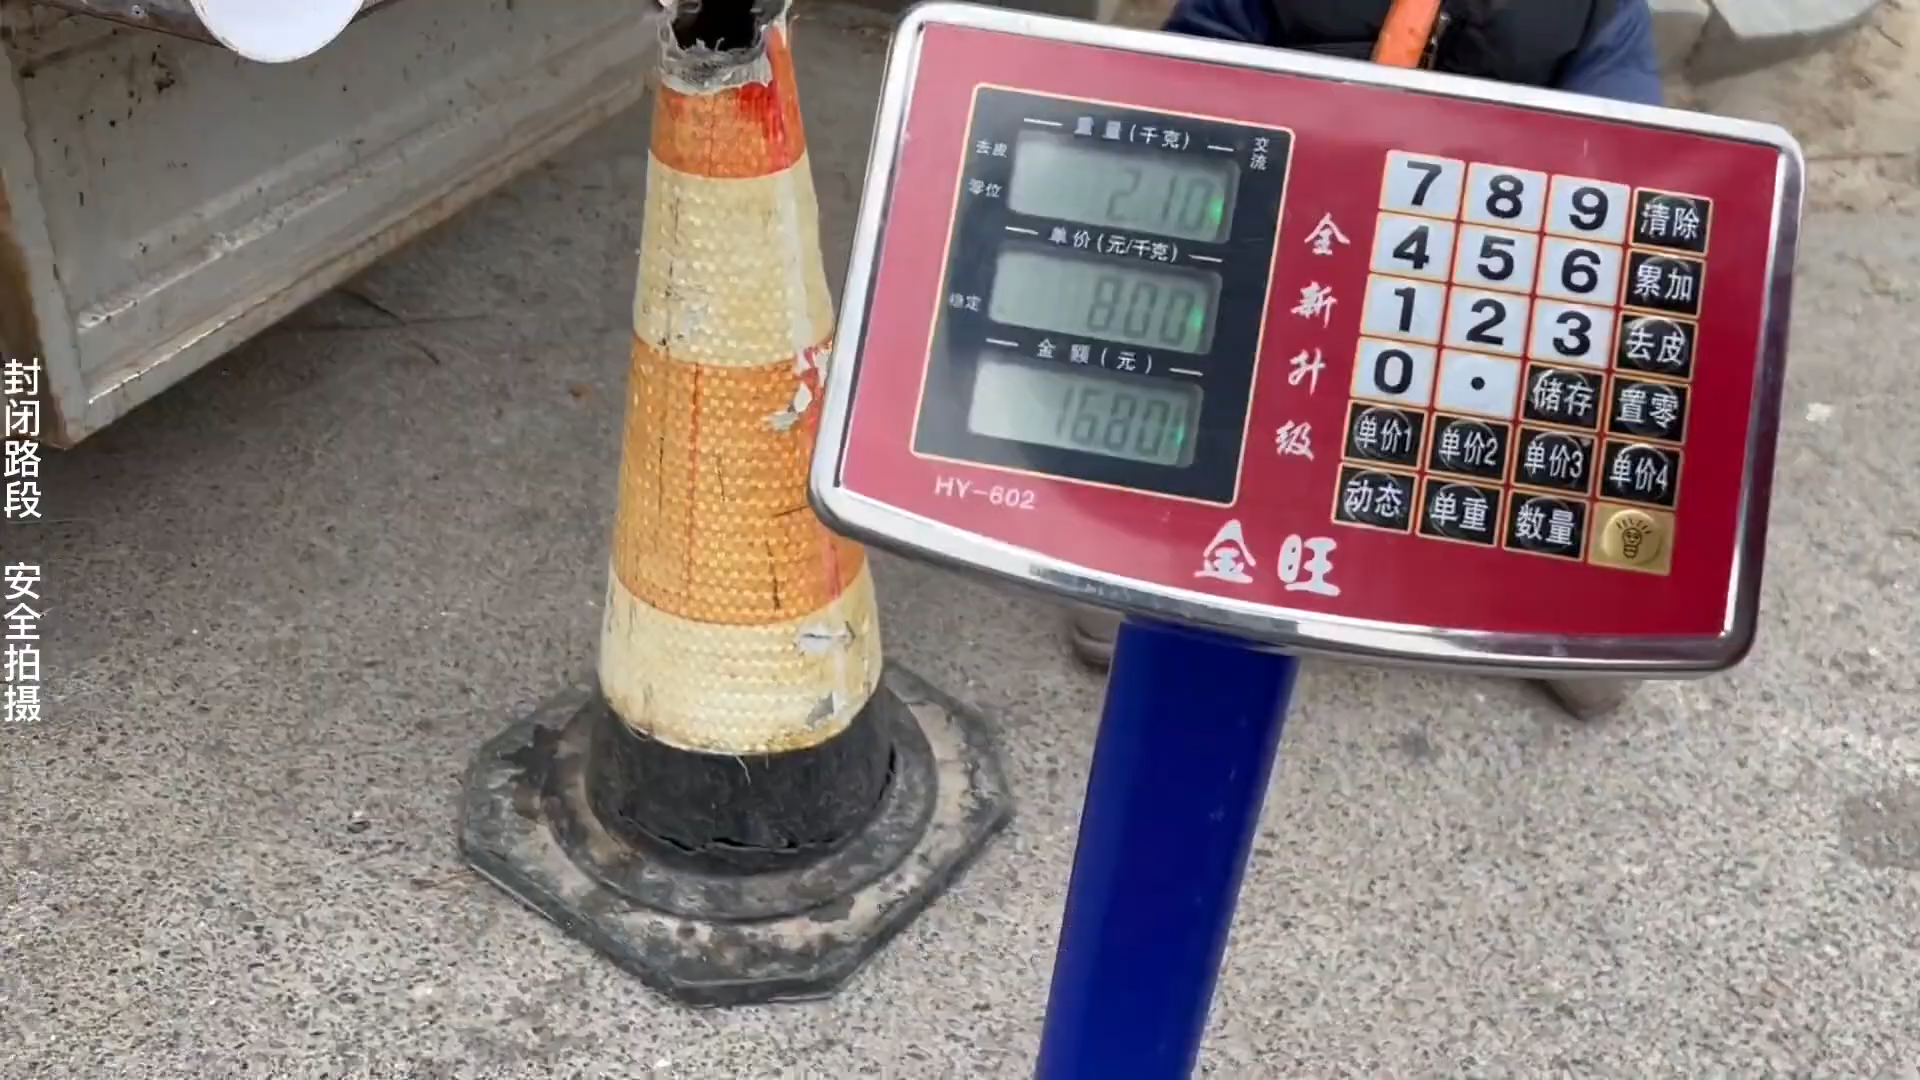 封闭路段 安全拍摄
重量(千克)
交流
去皮
零位
2.10
单价(元/千克)
稳定
8.00
金额(元)
16.80
HY-602
全新升级
金旺
7 8 9 清除
4 5 6 累加
1 2 3 去皮
0 . 储存 置零
单价1 单价2 单价3 单价4
动态 单重 数量